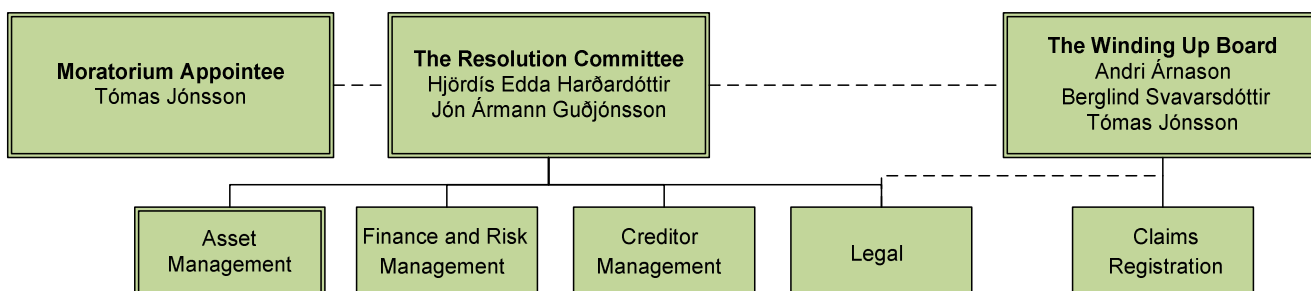 Moratorium Appointee
Tómas Jónsson
The Resolution Committee
Hjördís Edda Harðardóttir
Jón Ármann Guðjónsson
The Winding Up Board
Andri Árnason
Berglind Svavarsdóttir
Tómas Jónsson
Asset
Management
Finance and Risk
Management
Creditor
Management
Legal
Claims
Registration